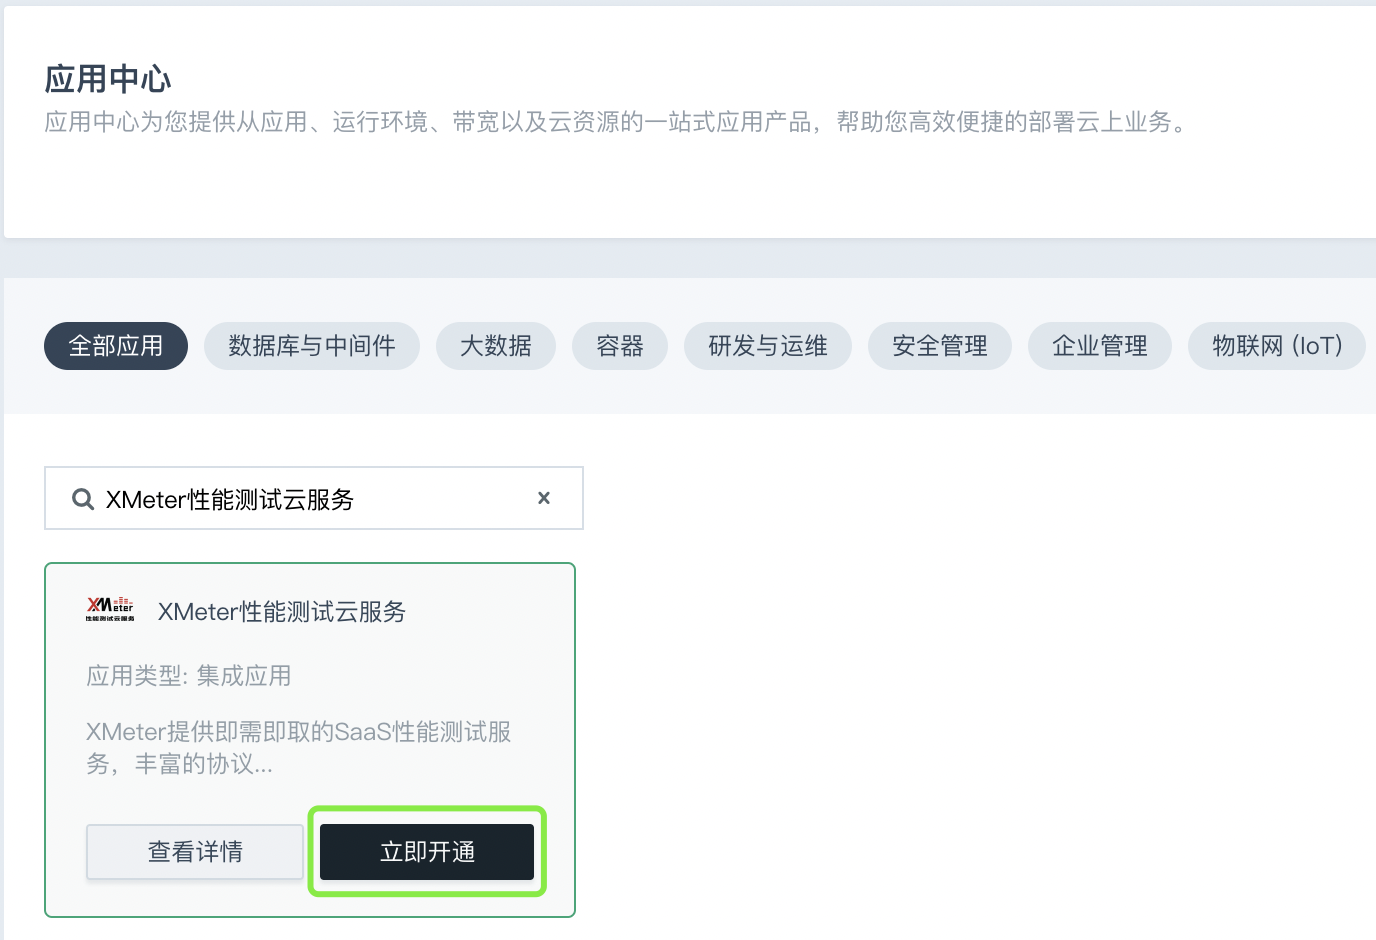 应用中心
应用中心为您提供从应用、运行环境、带宽以及云资源的一站式应用产品，帮助您高效便捷的部署云上业务。
全部应用 数据库与中间件 大数据 容器 研发与运维 安全管理 企业管理 物联网 (IoT)
XMeter性能测试云服务 ×
XMeter
性能测试云服务
XMeter性能测试云服务
应用类型: 集成应用
XMeter提供即需即取的SaaS性能测试服
务，丰富的协议...
查看详情 立即开通